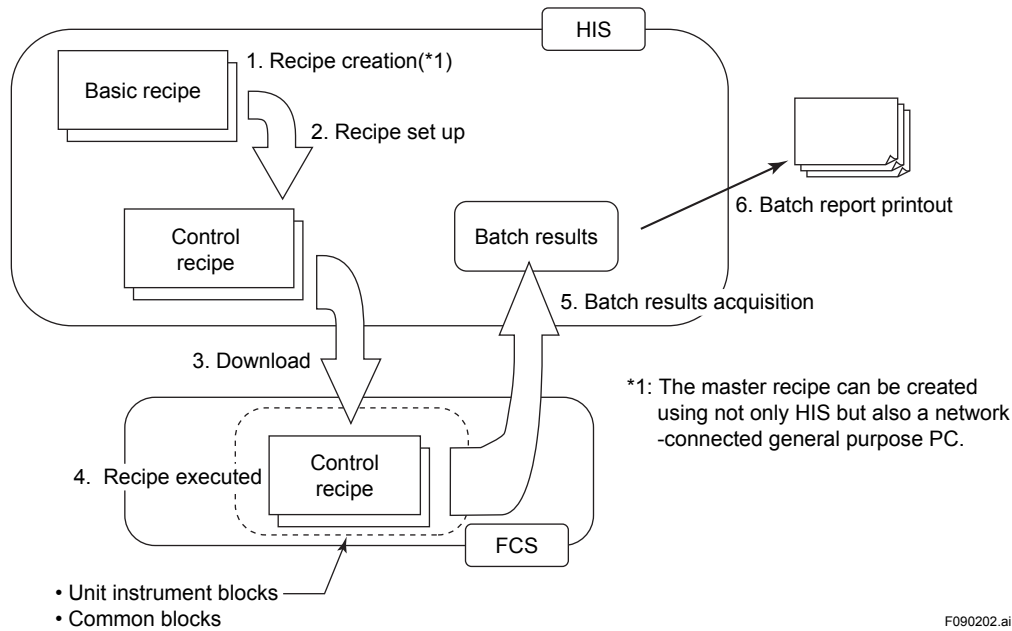 HIS
1. Recipe creation(*1)
Basic recipe
2. Recipe set up
6. Batch report printout
Control
recipe
Batch results
5. Batch results acquisition
3. Download
*1: The master recipe can be created
using not only HIS but also a network
-connected general purpose PC.
4. Recipe executed
Control
recipe
FCS
• Unit instrument blocks
• Common blocks
F090202.ai